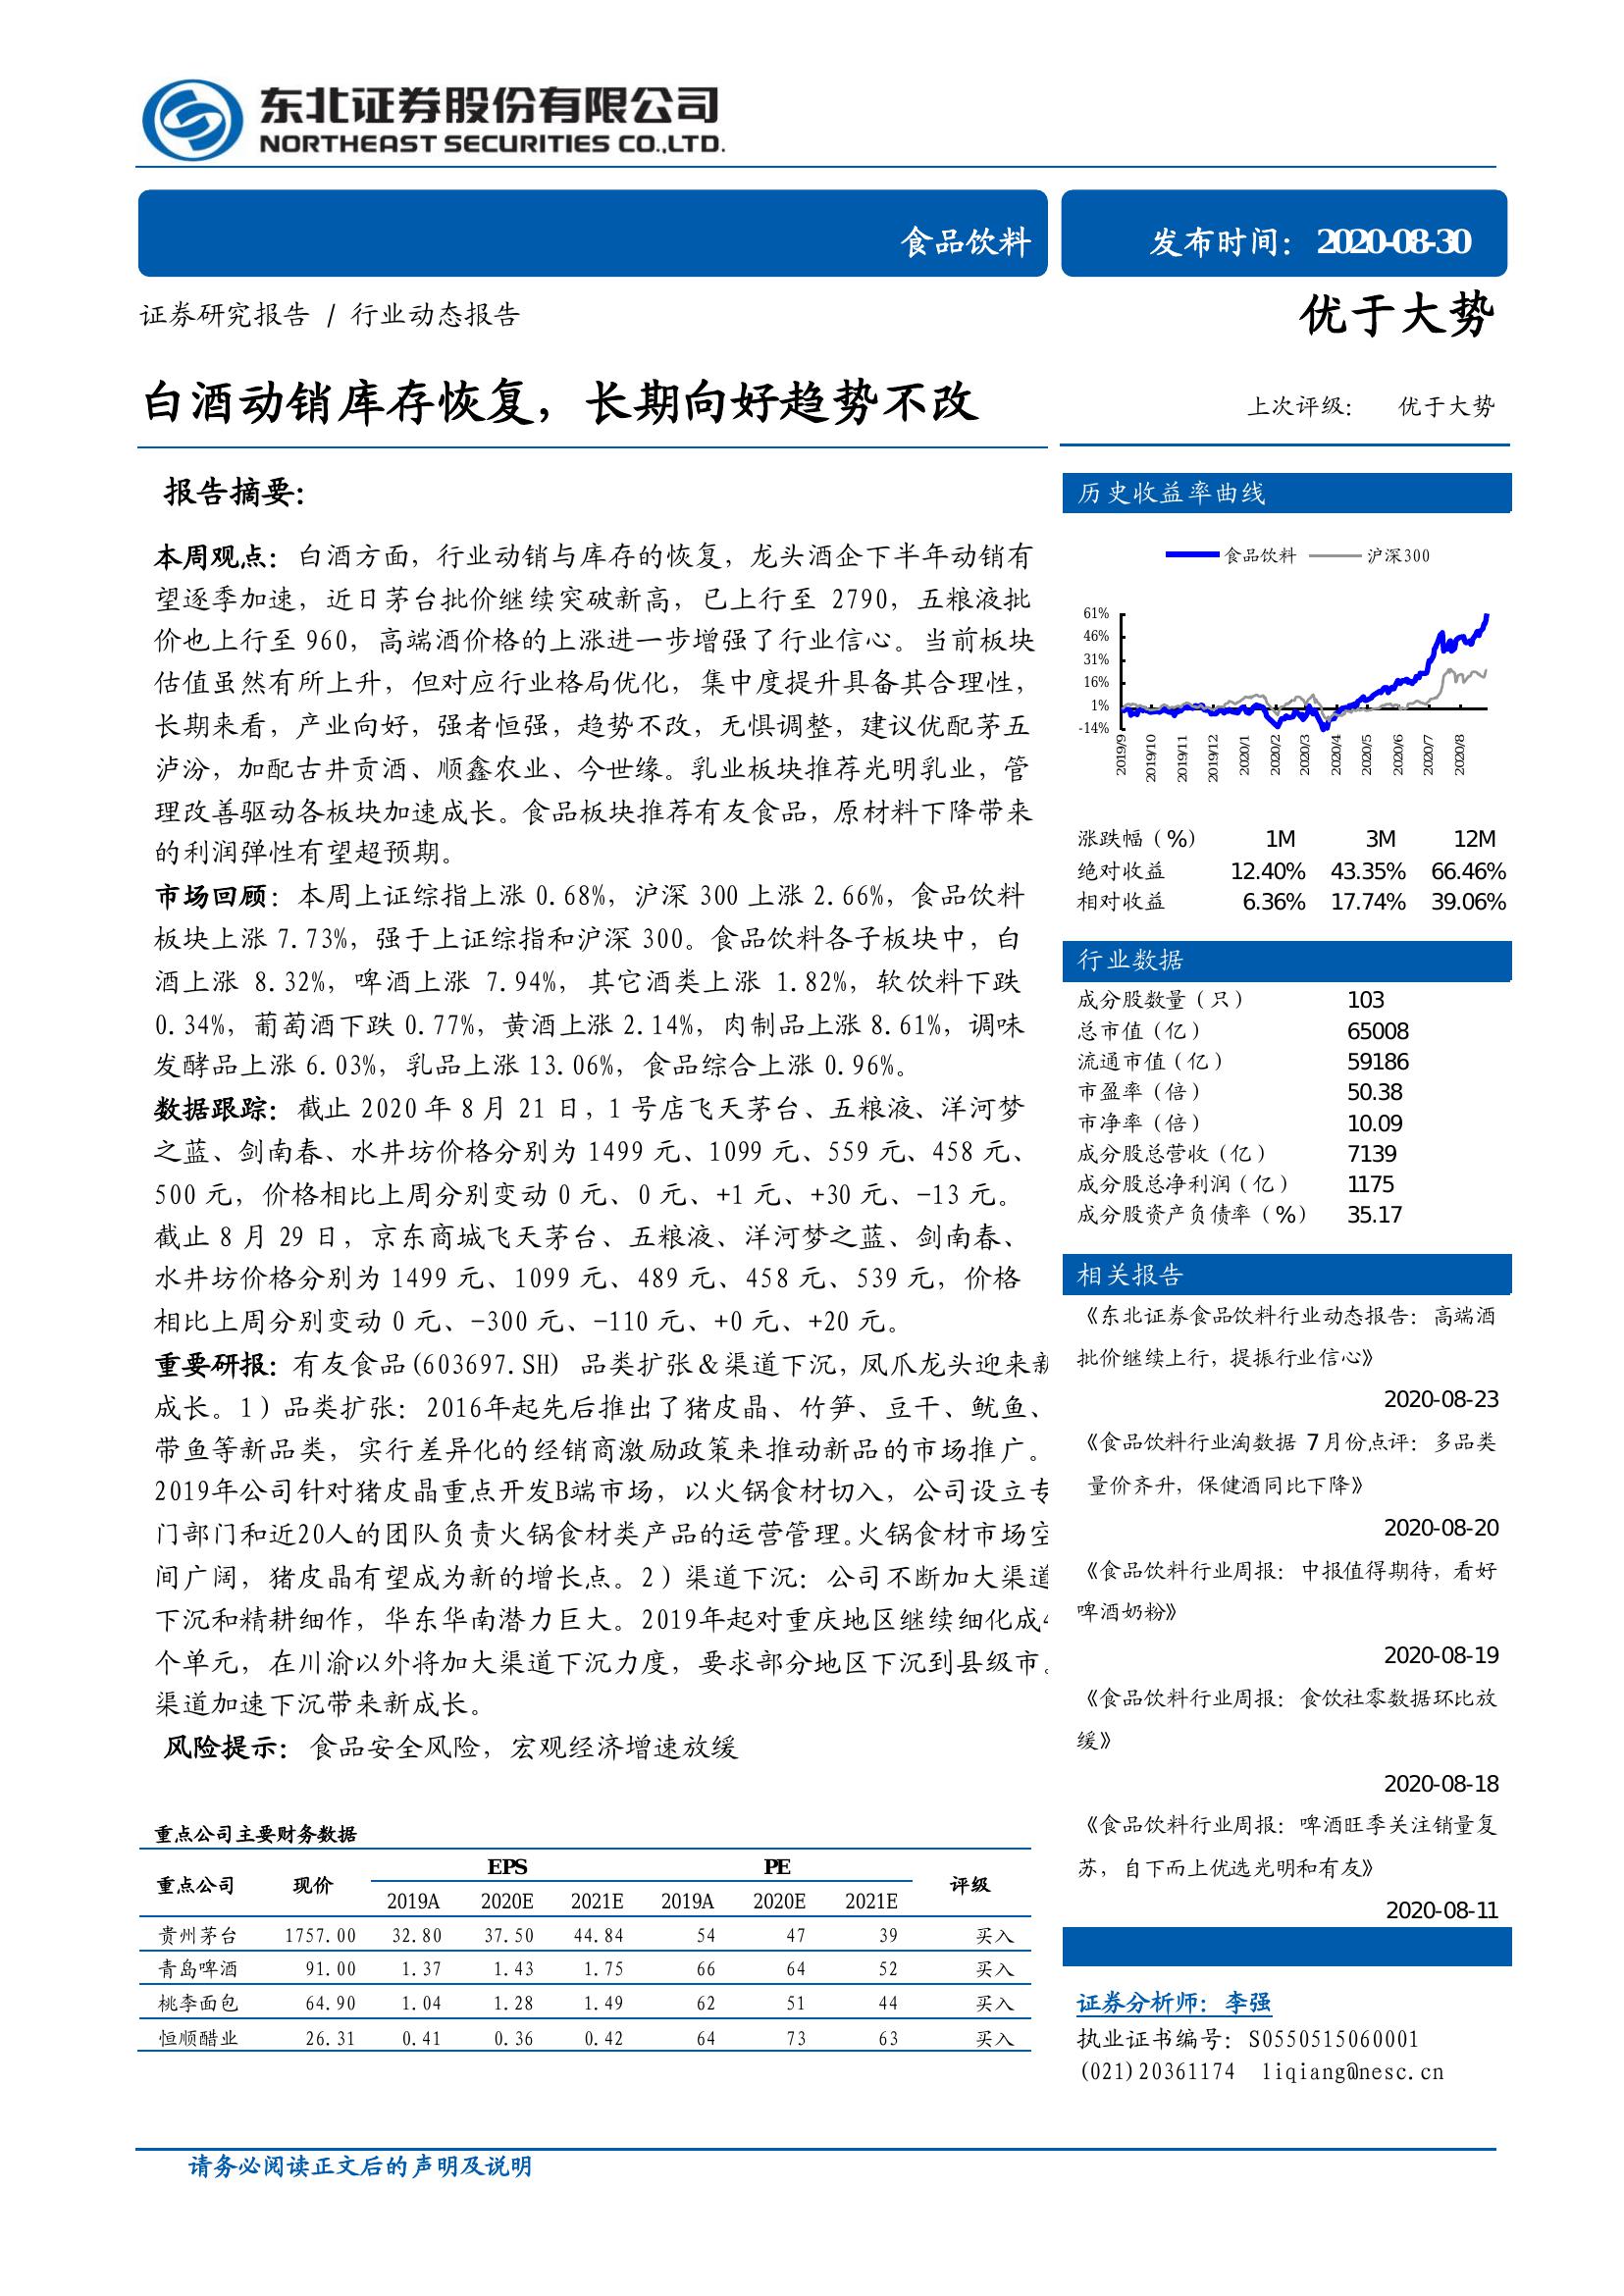 东北证券股份有限公司
NORTHEAST SECURITIES CO.,LTD.
食品饮料
发布时间：2020-08-30
证券研究报告 / 行业动态报告
优于大势
白酒动销库存恢复，长期向好趋势不改
上次评级： 优于大势
报告摘要：
本周观点：白酒方面，行业动销与库存的恢复，龙头酒企下半年动销有
望逐季加速，近日茅台批价继续突破新高，已上行至 2790，五粮液批
价也上行至 960，高端酒价格的上涨进一步增强了行业信心。当前板块
估值虽然有所上升，但对应行业格局优化，集中度提升具备其合理性，
长期来看，产业向好，强者恒强，趋势不改，无惧调整，建议优配茅五
泸汾，加配古井贡酒、顺鑫农业、今世缘。乳业板块推荐光明乳业，管
理改善驱动各板块加速成长。食品板块推荐有友食品，原材料下降带来
的利润弹性有望超预期。
市场回顾：本周上证综指上涨 0.68%，沪深 300 上涨 2.66%，食品饮料
板块上涨 7.73%，强于上证综指和沪深 300。食品饮料各子板块中，白
酒上涨 8.32%，啤酒上涨 7.94%，其它酒类上涨 1.82%，软饮料下跌
0.34%，葡萄酒下跌 0.77%，黄酒上涨 2.14%，肉制品上涨 8.61%，调味
发酵品上涨 6.03%，乳品上涨 13.06%，食品综合上涨 0.96%。
数据跟踪：截止 2020 年 8 月 21 日，1 号店飞天茅台、五粮液、洋河梦
之蓝、剑南春、水井坊价格分别为 1499 元、1099 元、559 元、458 元、
500 元，价格相比上周分别变动 0 元、0 元、+1 元、+30 元、-13 元。
截止 8 月 29 日，京东商城飞天茅台、五粮液、洋河梦之蓝、剑南春、
水井坊价格分别为 1499 元、1099 元、489 元、458 元、539 元，价格
相比上周分别变动 0 元、-300 元、-110 元、+0 元、+20 元。
重要研报：有友食品(603697.SH) 品类扩张&渠道下沉，凤爪龙头迎来新
成长。1）品类扩张：2016年起先后推出了猪皮晶、竹笋、豆干、鱿鱼、
带鱼等新品类，实行差异化的经销商激励政策来推动新品的市场推广。
2019年公司针对猪皮晶重点开发B端市场，以火锅食材切入，公司设立专
门部门和近20人的团队负责火锅食材类产品的运营管理。火锅食材市场空
间广阔，猪皮晶有望成为新的增长点。2）渠道下沉：公司不断加大渠道
下沉和精耕细作，华东华南潜力巨大。2019年起对重庆地区继续细化成4
个单元，在川渝以外将加大渠道下沉力度，要求部分地区下沉到县级市。
渠道加速下沉带来新成长。
风险提示：食品安全风险，宏观经济增速放缓
重点公司主要财务数据
重点公司 现价 EPS PE 评级
2019A 2020E 2021E 2019A 2020E 2021E
贵州茅台 1757.00 32.80 37.50 44.84 54 47 39 买入
青岛啤酒 91.00 1.37 1.43 1.75 66 64 52 买入
桃李面包 64.90 1.04 1.28 1.49 62 51 44 买入
恒顺醋业 26.31 0.41 0.36 0.42 64 73 63 买入
历史收益率曲线
食品饮料 沪深300
61%
46%
31%
16%
1%
-14%
2019/9 2019/10 2019/11 2019/12 2020/1 2020/2 2020/3 2020/4 2020/5 2020/6 2020/7 2020/8
涨跌幅（%） 1M 3M 12M
绝对收益 12.40% 43.35% 66.46%
相对收益 6.36% 17.74% 39.06%
行业数据
成分股数量（只） 103
总市值（亿） 65008
流通市值（亿） 59186
市盈率（倍） 50.38
市净率（倍） 10.09
成分股总营收（亿） 7139
成分股总净利润（亿） 1175
成分股资产负债率（%） 35.17
相关报告
《东北证券食品饮料行业动态报告：高端酒
批价继续上行，提振行业信心》
2020-08-23
《食品饮料行业淘数据 7 月份点评：多品类
量价齐升，保健酒同比下降》
2020-08-20
《食品饮料行业周报：中报值得期待，看好
啤酒奶粉》
2020-08-19
《食品饮料行业周报：食饮社零数据环比放
缓》
2020-08-18
《食品饮料行业周报：啤酒旺季关注销量复
苏，自下而上优选光明和有友》
2020-08-11
证券分析师：李强
执业证书编号：S0550515060001
(021)20361174 liqiang@nesc.cn
请务必阅读正文后的声明及说明